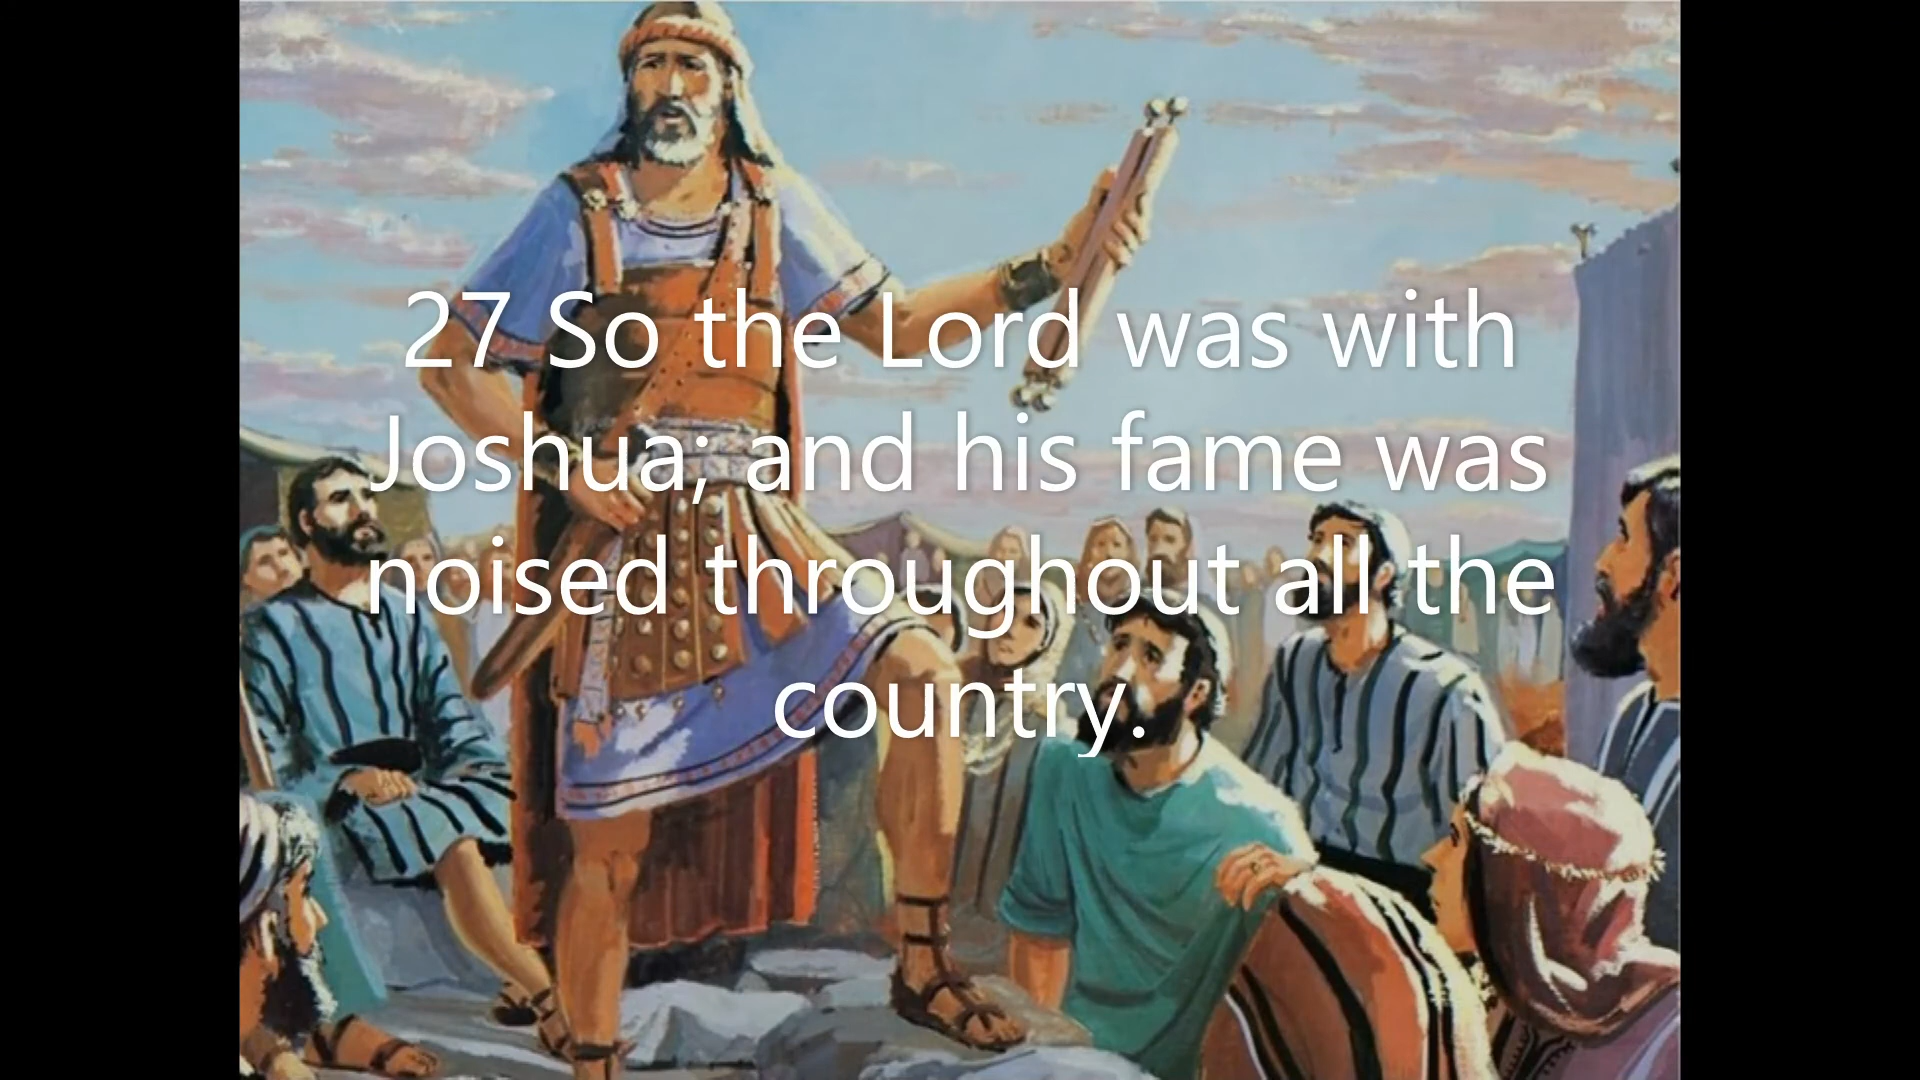 27 So the Lord was with
Joshua; and his fame was
noised throughout all the
country.